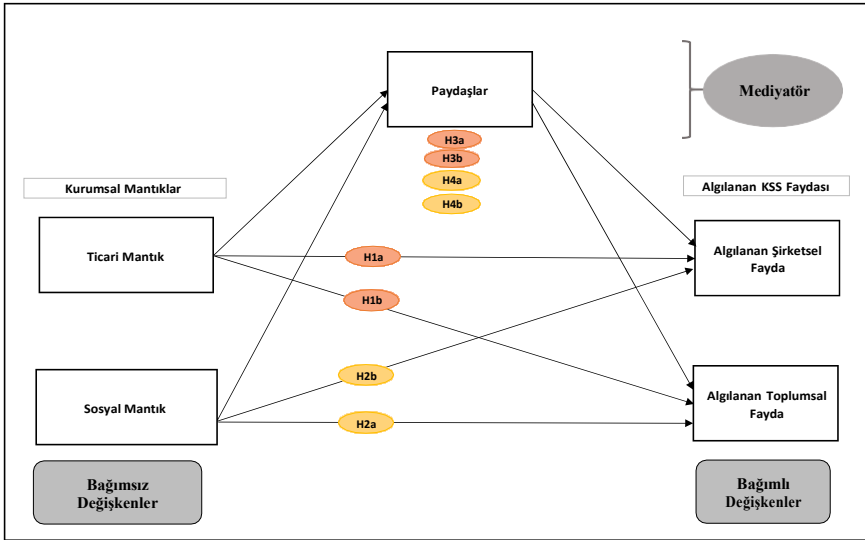 Paydaşlar
Mediyatör
H3a
H3b
H4a
H4b
Kurumsal Mantıklar
Algılanan KSS Faydası
Ticari Mantık
H1a
Algılanan Şirketsel
Fayda
H1b
H2b
Sosyal Mantık
H2a
Algılanan Toplumsal
Fayda
Bağımsız
Değişkenler
Bağımlı
Değişkenler